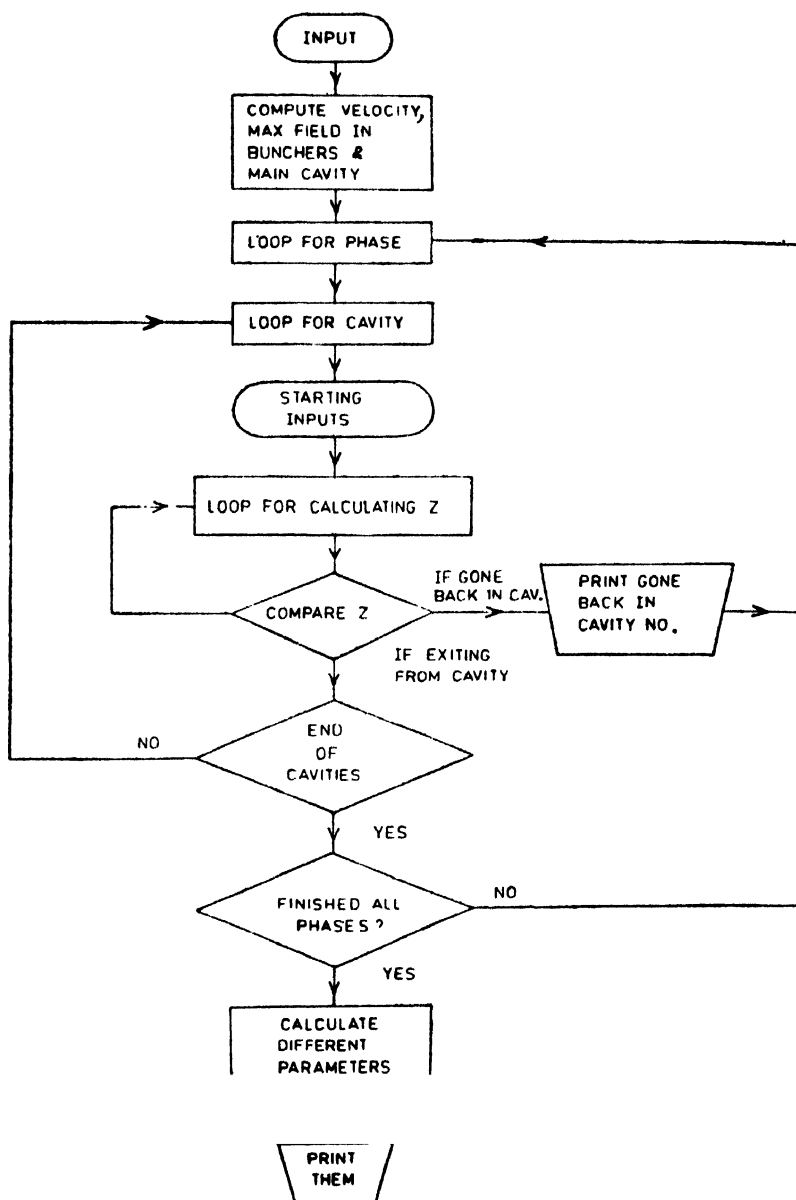 INPUT
COMPUTE VELOCITY,
MAX FIELD IN
BUNCHERS &
MAIN CAVITY
LOOP FOR PHASE
LOOP FOR CAVITY
STARTING
INPUTS
LOOP FOR CALCULATING Z
COMPARE Z
IF GONE
BACK IN CAV.
PRINT GONE
BACK IN
CAVITY NO.
IF EXITING
FROM CAVITY
END
OF
CAVITIES
NO
YES
FINISHED ALL
PHASES?
NO
YES
CALCULATE
DIFFERENT
PARAMETERS
PRINT
THEM